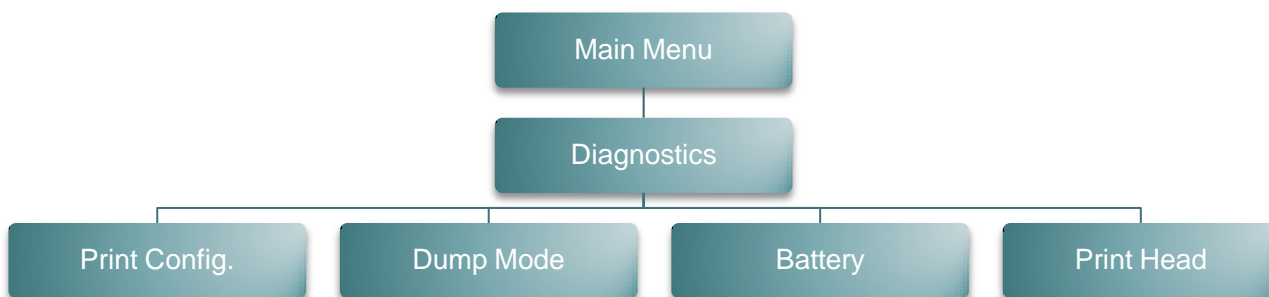 Main Menu
Diagnostics
Print Config.
Dump Mode
Battery
Print Head